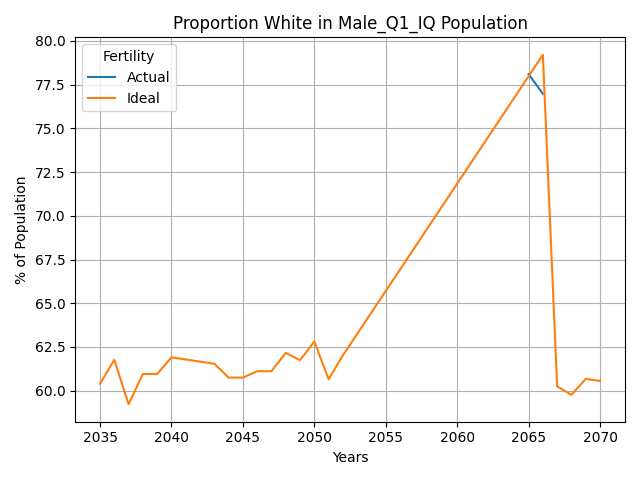 Proportion White in Male_Q1_IQ Population
Fertility
Actual
Ideal
% of Population
80.0
77.5
75.0
72.5
70.0
67.5
65.0
62.5
60.0
2035 2040 2045 2050 2055 2060 2065 2070
Years